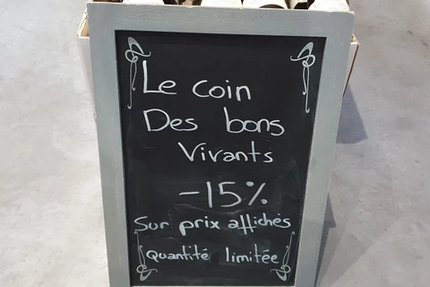 Le coin
Des bons
Vivants
-15%
Sur prix affichés
Quantité limitée